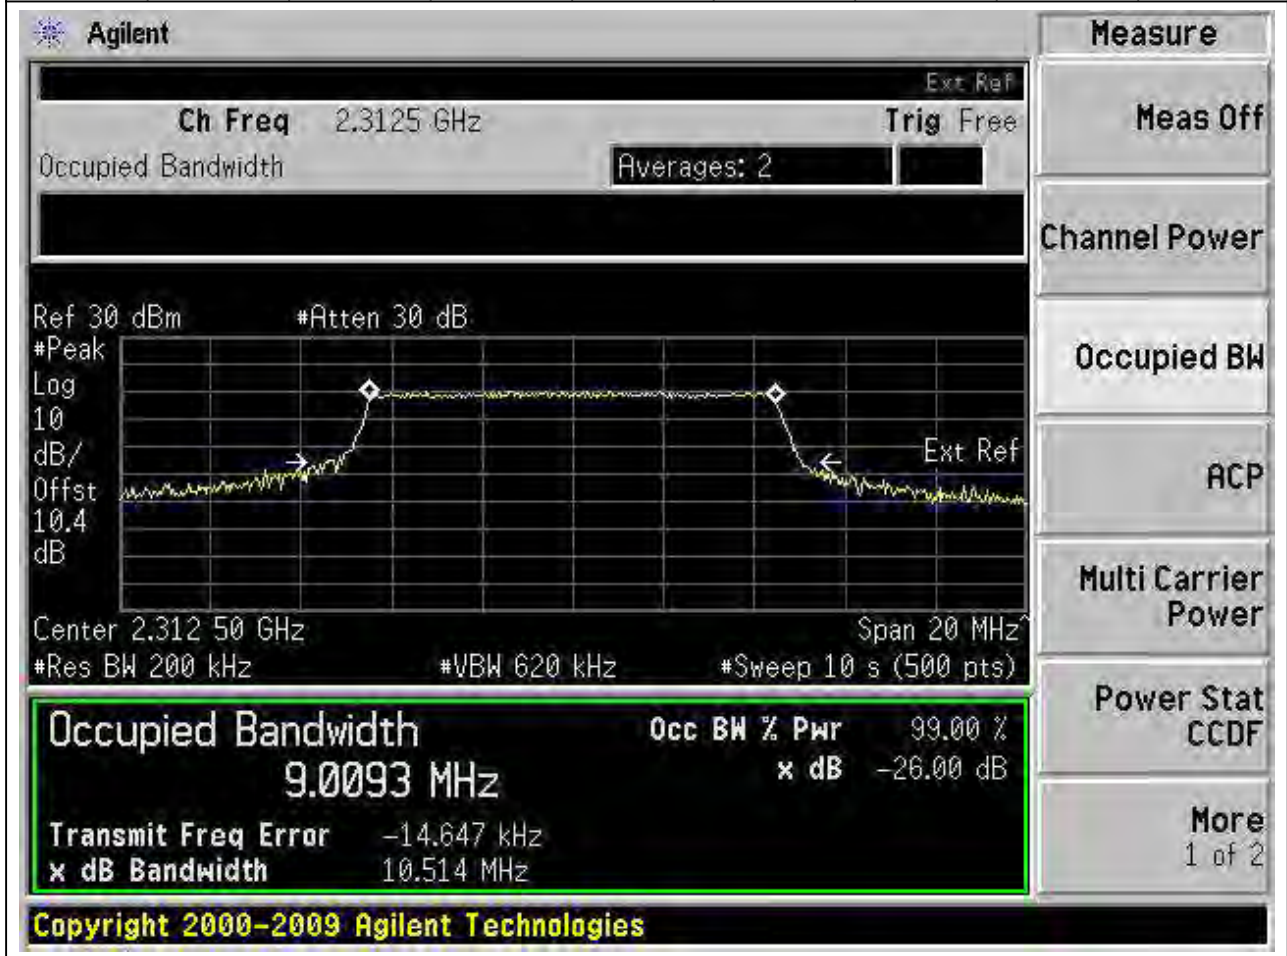 Agilent
Measure
Ext Ref
Ch Freq 2.3125 GHz Trig Free
Meas Off
Occupied Bandwidth Averages: 2
Channel Power
Ref 30 dBm #Atten 30 dB
#Peak
Log
10
dB/
Offst
10.4
dB
Ext Ref
Occupied BW
ACP
Multi Carrier
Power
Center 2.312 50 GHz Span 20 MHz^
#Res BW 200 kHz #VBW 620 kHz #Sweep 10 s (500 pts)
Power Stat
CCDF
Occupied Bandwidth Occ BW % Pwr 99.00 %
9.0093 MHz x dB -26.00 dB
Transmit Freq Error -14.647 kHz
x dB Bandwidth 10.514 MHz
More
1 of 2
Copyright 2000-2009 Agilent Technologies